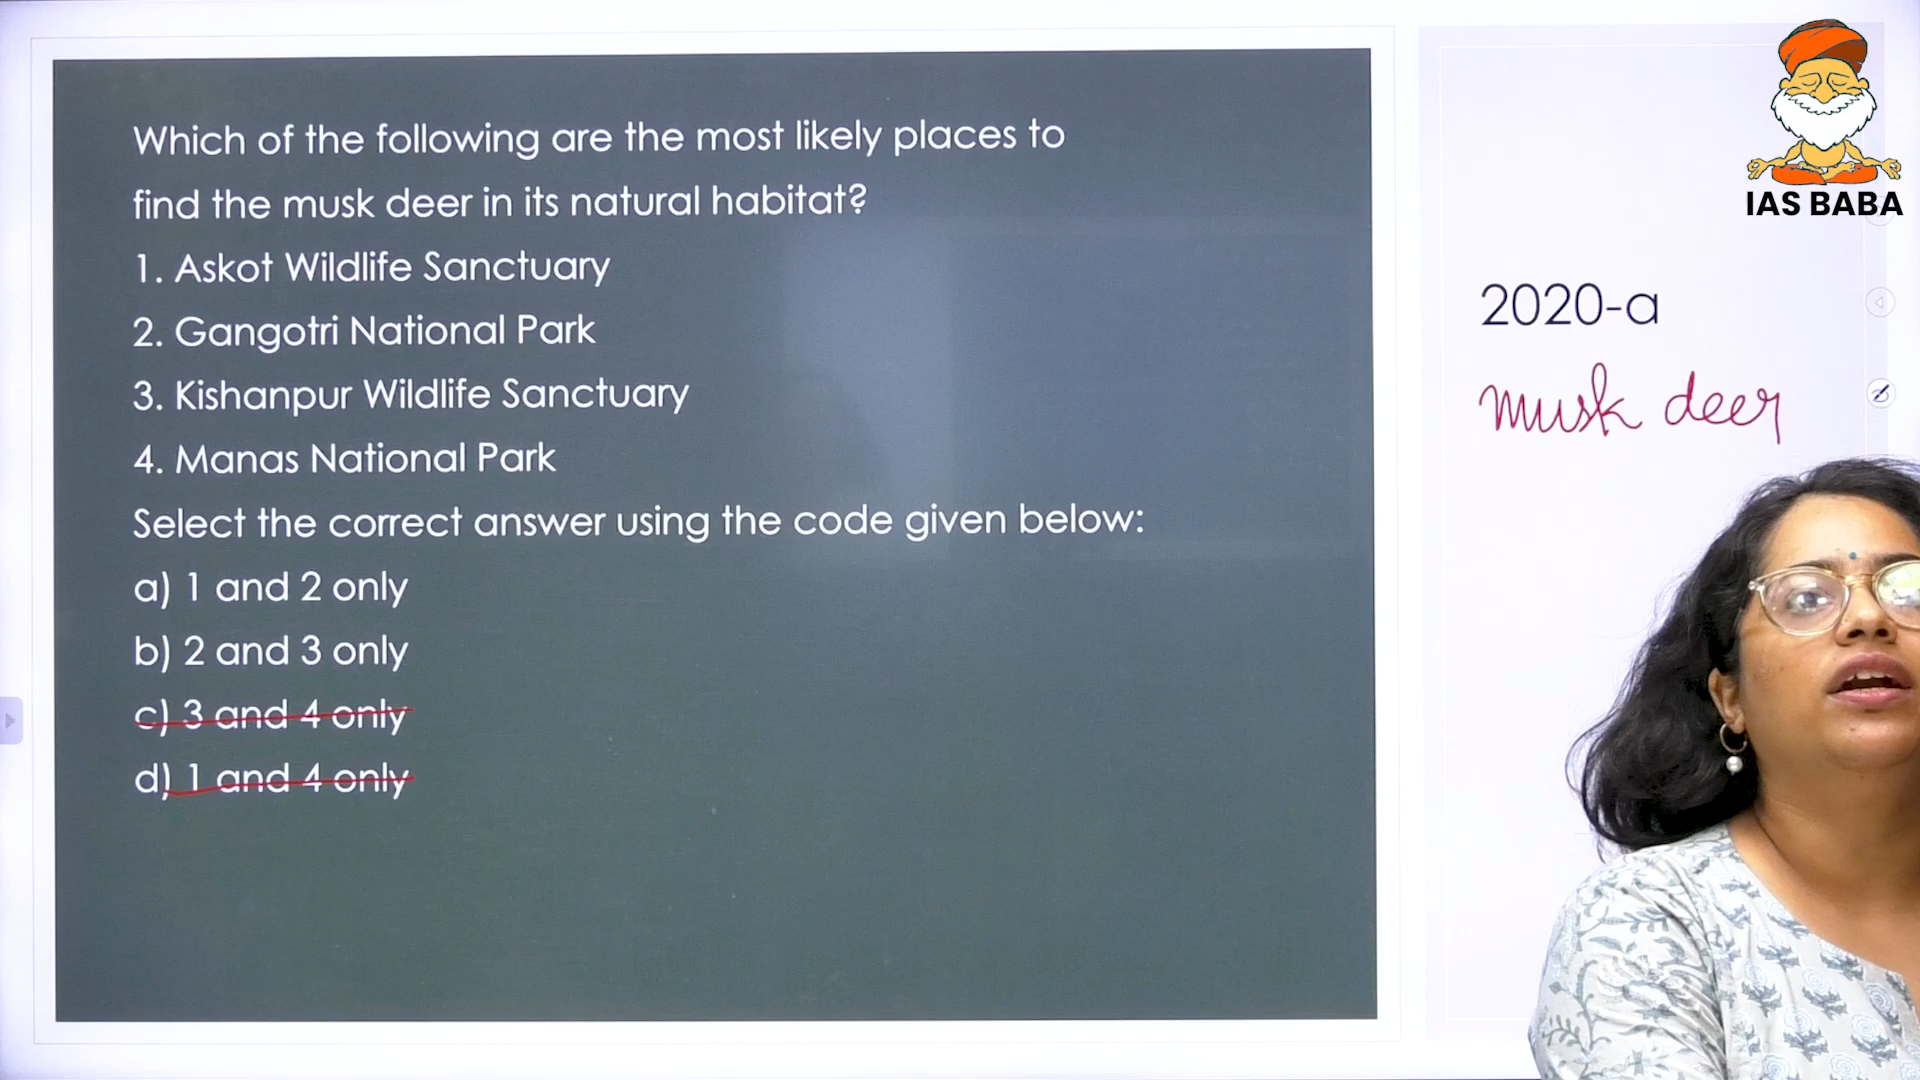 Which of the following are the most likely places to
find the musk deer in its natural habitat?
1. Askot Wildlife Sanctuary
2. Gangotri National Park
3. Kishanpur Wildlife Sanctuary
4. Manas National Park
Select the correct answer using the code given below:
a) 1 and 2 only
b) 2 and 3 only
c) 3 and 4 only
d) 1 and 4 only
IAS BABA
2020-a
musk deer